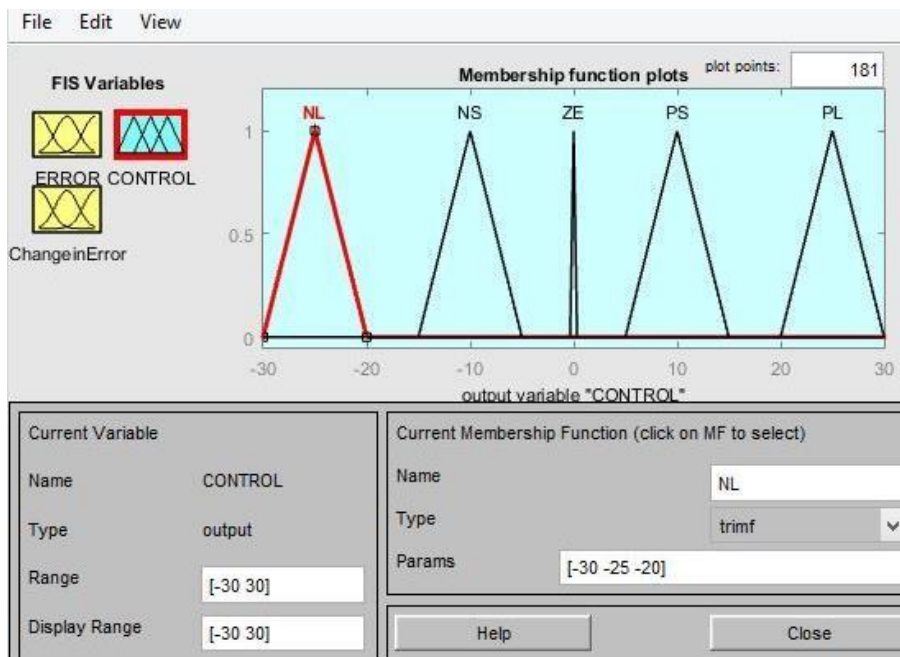 File Edit View
FIS Variables
Membership function plots
plot points: 181
ERROR CONTROL
ChangeinError
NL NS ZE PS PL
1
0.5
0
-30 -20 -10 0 10 20 30
output variable "CONTROL"
Current Variable
Name CONTROL
Type output
Range [-30 30]
Display Range [-30 30]
Current Membership Function (click on MF to select)
Name NL
Type trimf
Params [-30 -25 -20]
Help Close